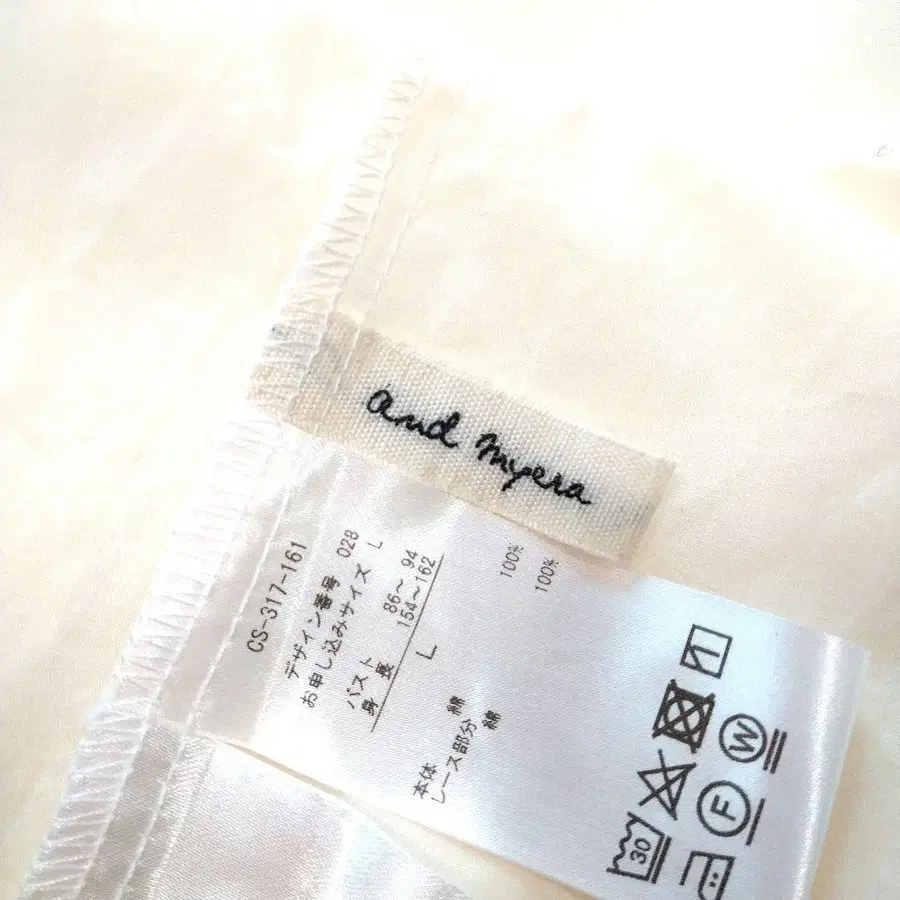 and myera
CS-317-161
デザイン番号 028
お申し込みサイズ L
バスト 86～94
身長 154～162
L
本体 綿 100%
レース部分 綿 100%
30
W
F